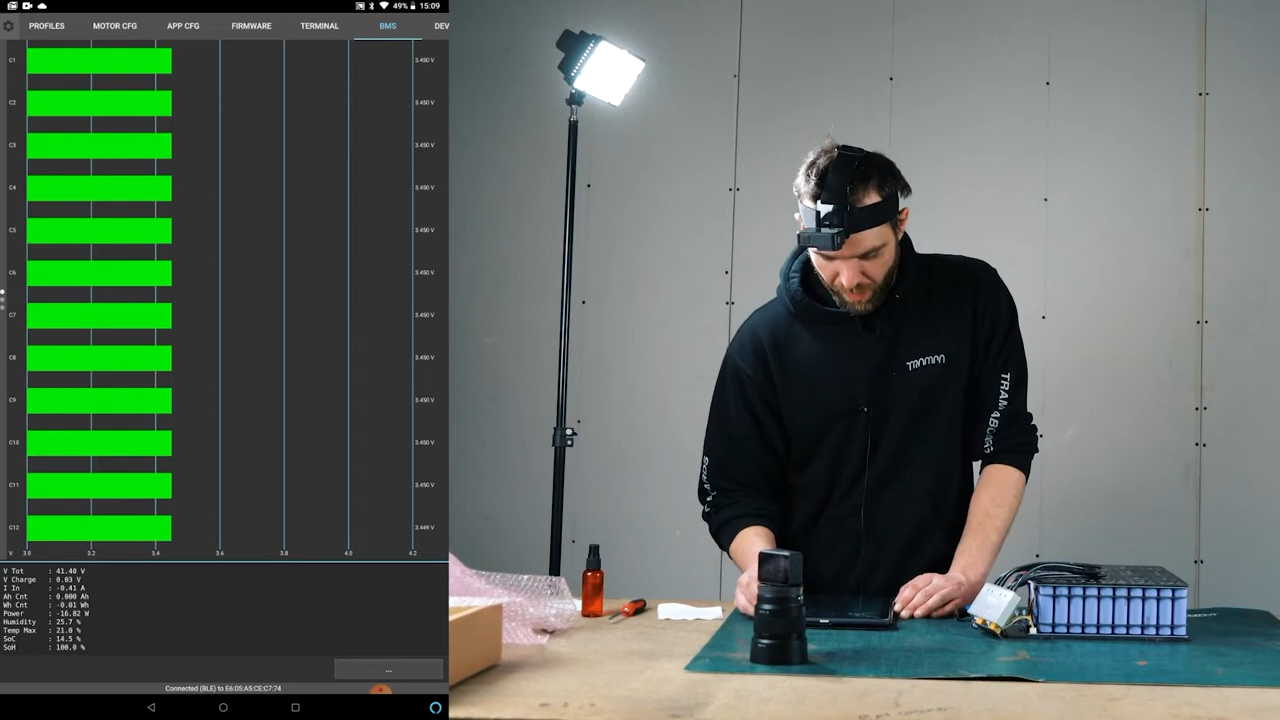 49% 15:09
PROFILES MOTOR CFG APP CFG FIRMWARE TERMINAL BMS DEV
C1 3.450 V
C2 3.450 V
C3 3.450 V
C4 3.450 V
C5 3.450 V
C6 3.450 V
C7 3.450 V
C8 3.450 V
C9 3.450 V
C10 3.450 V
C11 3.450 V
C12 3.449 V
V 3.0 3.2 3.4 3.6 3.8 4.0 4.2
V Tot : 41.40 V
V Charge : 0.03 V
I In : -0.41 A
Ah Cnt : 0.000 Ah
Wh Cnt : -0.01 Wh
Power : -16.82 W
Humidity : 25.7 %
Temp Max : 21.0 %
SoC : 14.5 %
SoH : 100.0 %
...
Connected (BLE) to E6:05:A5:CE:C7:74
TRAMPA